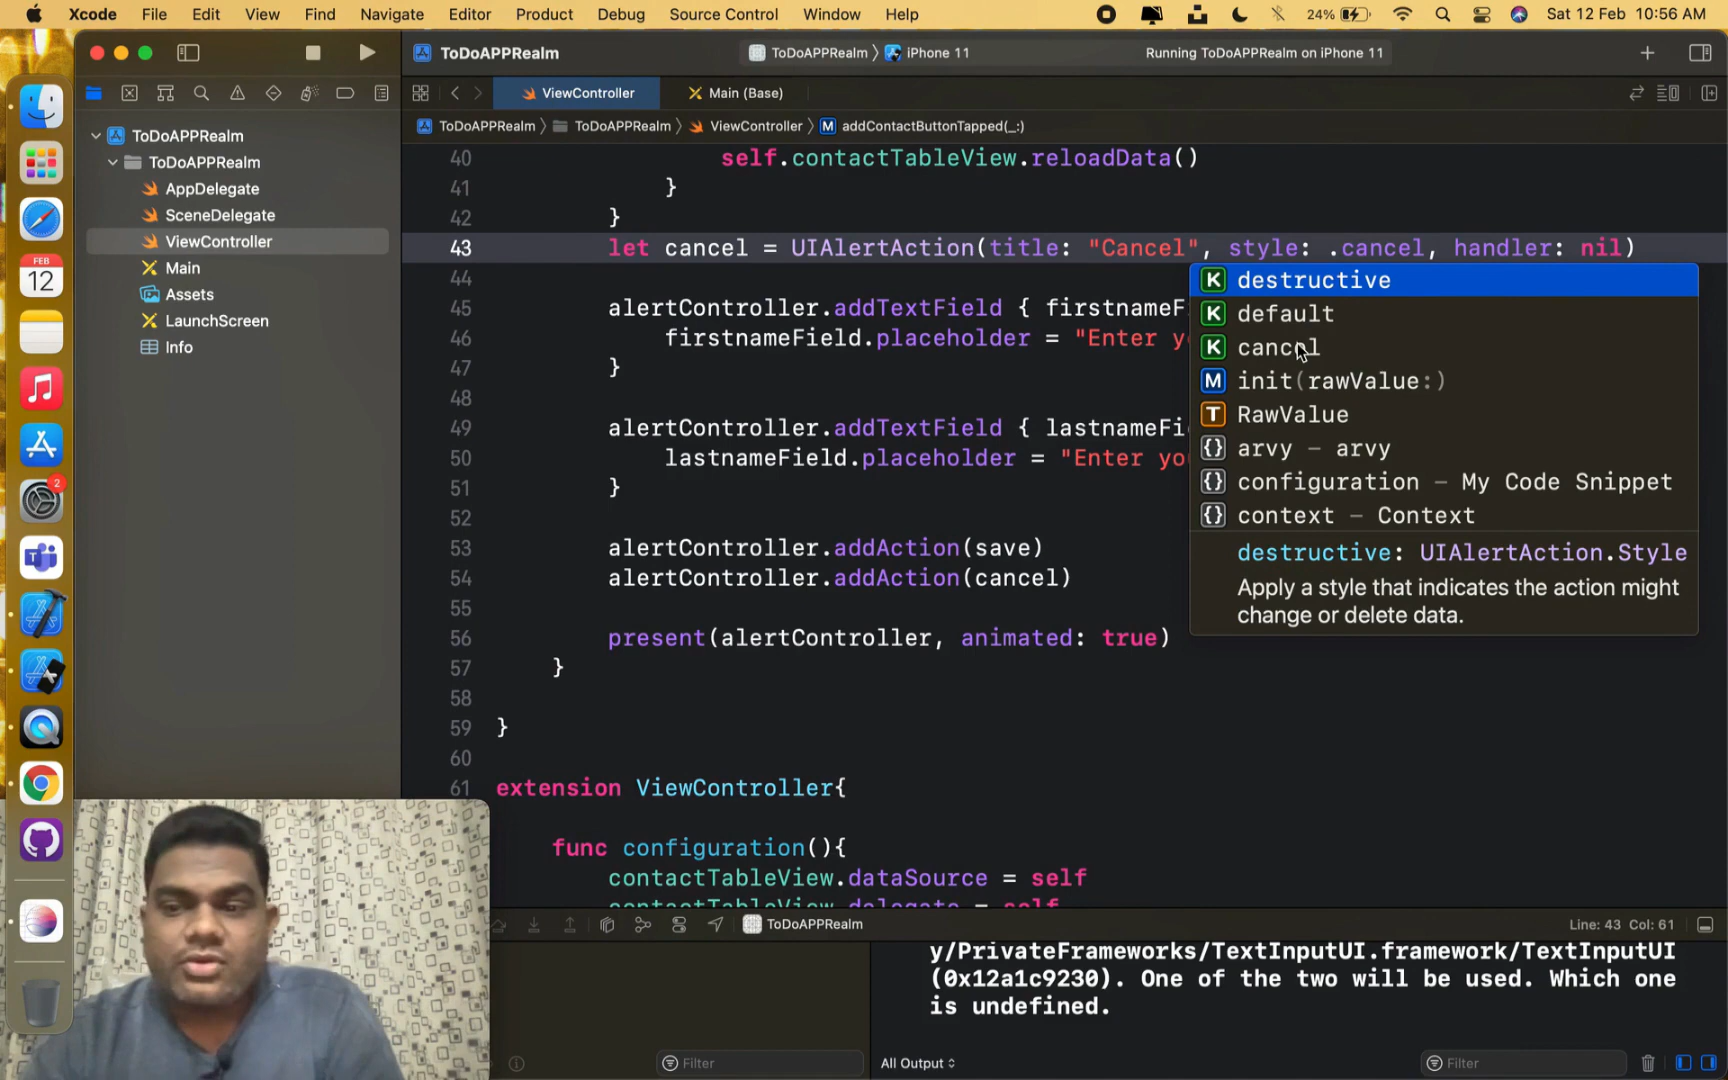 Xcode File Edit View Find Navigate Editor Product Debug Source Control Window Help 24% Sat 12 Feb 10:56 AM
ToDoAPPRealm ToDoAPPRealm iPhone 11 Running ToDoAPPRealm on iPhone 11
ViewController Main (Base)
ToDoAPPRealm ToDoAPPRealm ViewController M addContactButtonTapped(_:)
ToDoAPPRealm
ToDoAPPRealm
AppDelegate
SceneDelegate
ViewController
Main
Assets
LaunchScreen
Info
FEB
12
2
40 self.contactTableView.reloadData()
41 }
42 }
43 let cancel = UIAlertAction(title: "Cancel", style: .cancel, handler: nil)
44
45 alertController.addTextField { firstnameF
46 firstnameField.placeholder = "Enter y
47 }
48
49 alertController.addTextField { lastnameFi
50 lastnameField.placeholder = "Enter yo
51 }
52
53 alertController.addAction(save)
54 alertController.addAction(cancel)
55
56 present(alertController, animated: true)
57 }
58
59 }
60
61 extension ViewController{
func configuration(){
contactTableView.dataSource = self
contactTableView.delegate = self
K destructive
K default
K cancel
M init(rawValue:)
T RawValue
{} arvy – arvy
{} configuration – My Code Snippet
{} context – Context
destructive: UIAlertAction.Style
Apply a style that indicates the action might
change or delete data.
ToDoAPPRealm Line: 43 Col: 61
y/PrivateFrameworks/TextInputUI.framework/TextInputUI
(0x12a1c9230). One of the two will be used. Which one
is undefined.
Filter All Output Filter